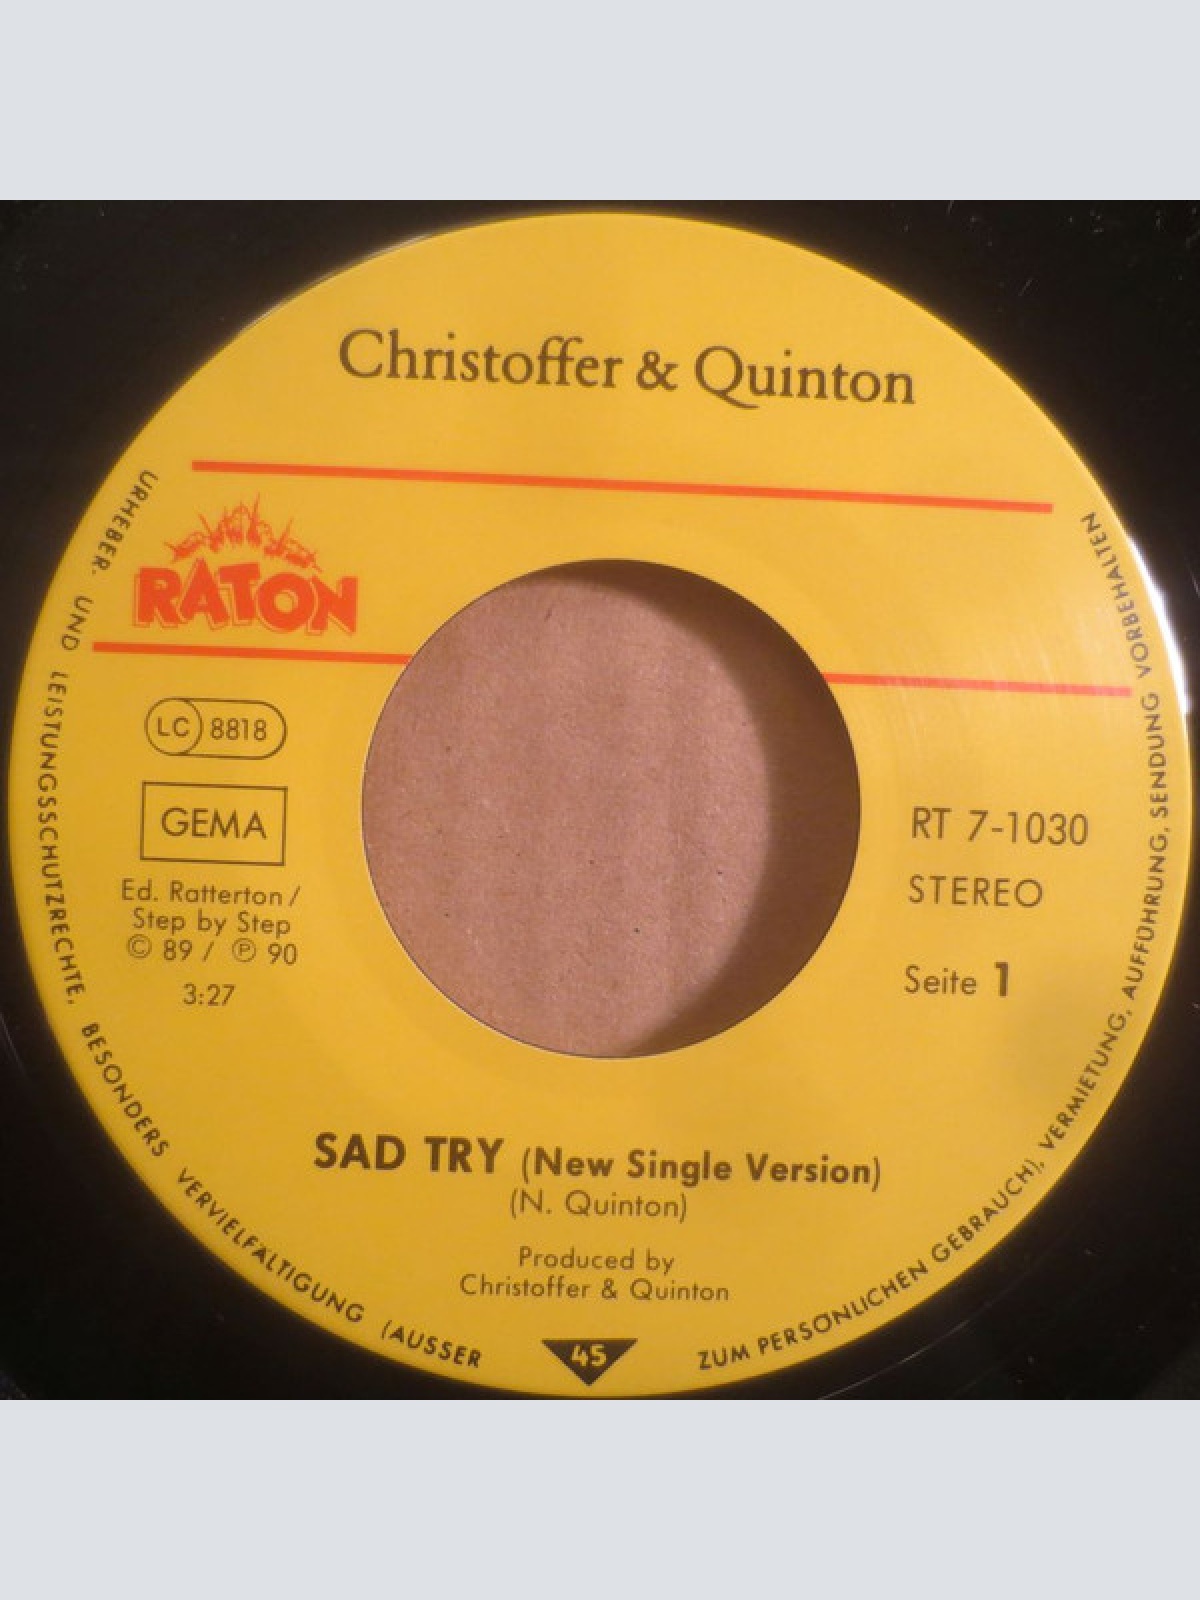 Christoffer & Quinton
RATON
LC 8818
GEMA
Ed. Ratterton /
Step by Step
© 89 / ℗ 90
3:27
RT 7-1030
STEREO
Seite 1
SAD TRY (New Single Version)
(N. Quinton)
Produced by
Christoffer & Quinton
45
URHEBER- UND LEISTUNGSSCHUTZRECHTE, BESONDERS VERVIELFÄLTIGUNG (AUSSER ZUM PERSÖNLICHEN GEBRAUCH), VERMIETUNG, AUFFÜHRUNG, SENDUNG VORBEHALTEN